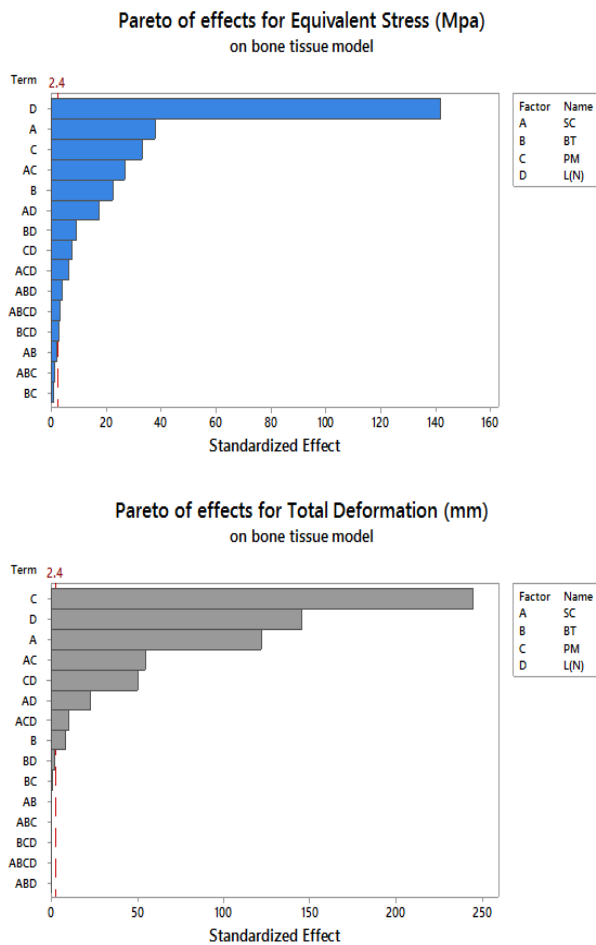 Pareto of effects for Equivalent Stress (Mpa)
on bone tissue model
Term 2.4
Factor Name
A SC
B BT
C PM
D L(N)
D
A
C
AC
B
AD
BD
CD
ACD
ABD
ABCD
BCD
AB
ABC
BC
0 20 40 60 80 100 120 140 160
Standardized Effect
Pareto of effects for Total Deformation (mm)
on bone tissue model
Term 2.4
Factor Name
A SC
B BT
C PM
D L(N)
C
D
A
AC
CD
AD
ACD
B
BD
BC
AB
ABC
BCD
ABCD
ABD
0 50 100 150 200 250
Standardized Effect